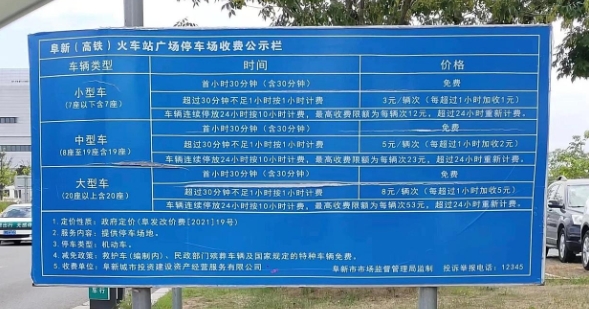 阜新（高铁）火车站广场停车场收费公示栏
车辆类型 时间 价格
小型车
（7座以下含7座）
首小时30分钟（含30分钟） 免费
超过30分钟不足1小时按1小时计费 3元/辆次（每超过1小时加收1元）
车辆连续停放24小时按10小时计费，最高收费限额为每辆次12元，超过24小时重新计费。
中型车
（8座至19座含19座）
首小时30分钟（含30分钟） 免费
超过30分钟不足1小时按1小时计费 5元/辆次（每超过1小时加收2元）
车辆连续停放24小时按10小时计费，最高收费限额为每辆次23元，超过24小时重新计费。
大型车
（20座以上含20座）
首小时30分钟（含30分钟） 免费
超过30分钟不足1小时按1小时计费 8元/辆次（每超过1小时加收5元）
车辆连续停放24小时按10小时计费，最高收费限额为每辆次53元，超过24小时重新计费。
1.定价性质：政府定价（阜发改价费[2021]19号）
2.服务内容：提供停车场地。
3.停车类型：机动车。
4.减免政策：救护车（编制内）、民政部门殡葬车辆及国家规定的特种车辆免费。
5.收费单位：阜新城市投资建设资产经营服务有限公司
阜新市市场监督管理局监制 投诉举报电话：12345